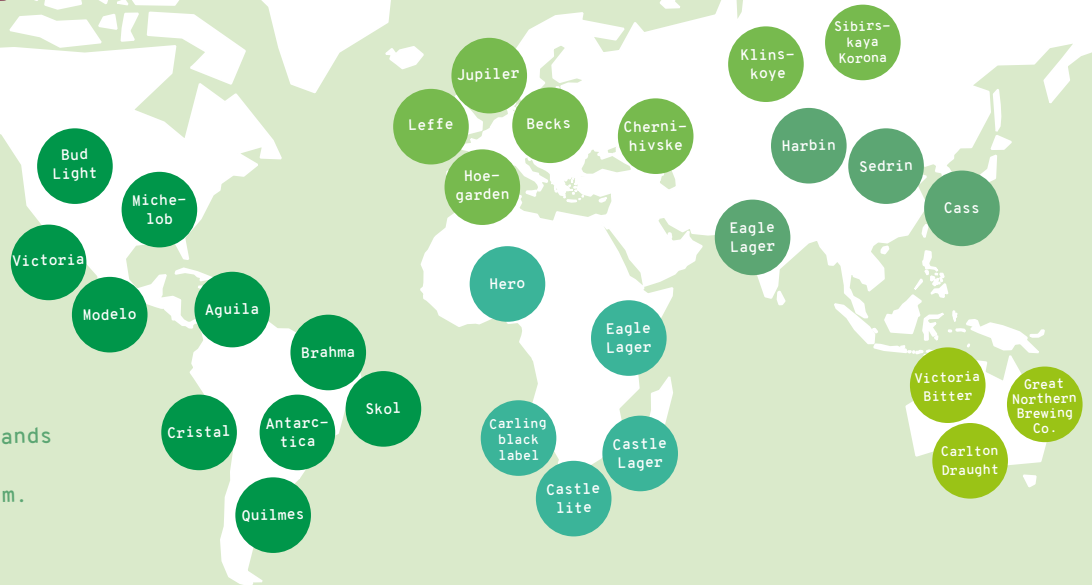 Bud
Light
Miche-
lob
Victoria
Modelo
Aguila
Brahma
Skol
Cristal
Antarc-
tica
Quilmes
ands
m.
Jupiler
Leffe
Becks
Hoe-
garden
Cherni-
hivske
Klins-
koye
Sibirs-
kaya
Korona
Harbin
Sedrin
Cass
Eagle
Lager
Hero
Eagle
Lager
Carling
black
label
Castle
Lager
Castle
lite
Victoria
Bitter
Great
Northern
Brewing
Co.
Carlton
Draught